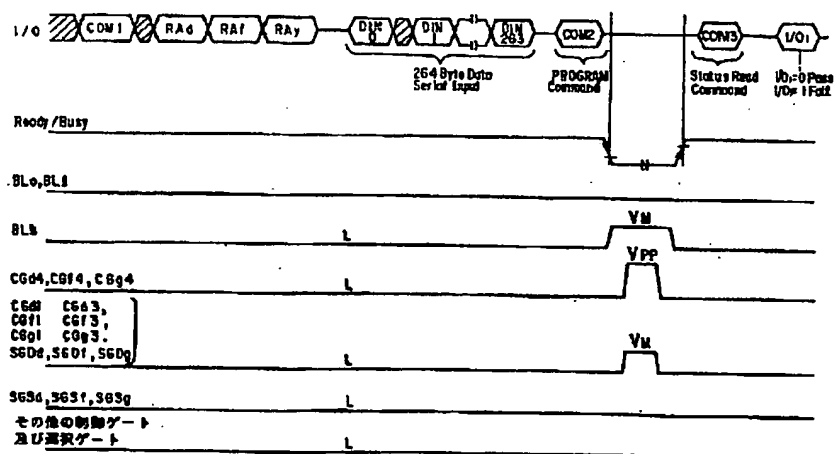 I/O COM1 RAd RAf RAg DIN 0 DIN 1 DIN 263 COM2 COM3 I/O1
264 Byte Data Serial Input
PROGRAM Command
Status Read Command
I/O1=0 Pass
I/O1=1 Fail
Ready/Busy
BLo,BL1
BLk VM
L
VPP
CGd4,CGf4,CGg4 L
CGd1 CGd3,
CGf1 CGf3,
CGg1 CGg3.
VM
SGDd,SGDf,SGDg L
SGSd,SGSf,SGSg L
その他の制御ゲート
及び選択ゲート L